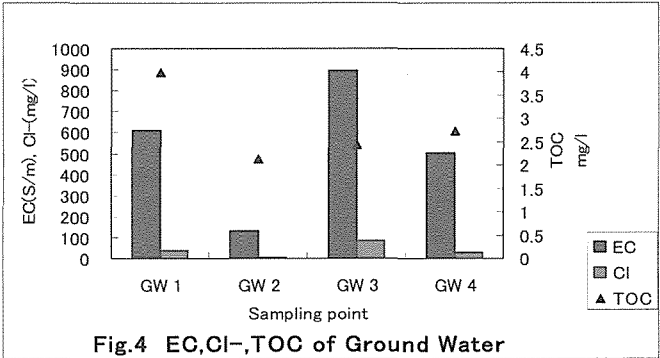 1000
900
800
700
600
500
400
300
200
100
0
EC(S/m), Cl-(mg/l)
4.5
4
3.5
3
2.5
2
1.5
1
0.5
0
TOC
mg/l
GW 1 GW 2 GW 3 GW 4
Sampling point
EC
Cl
TOC
Fig.4 EC,Cl-,TOC of Ground Water